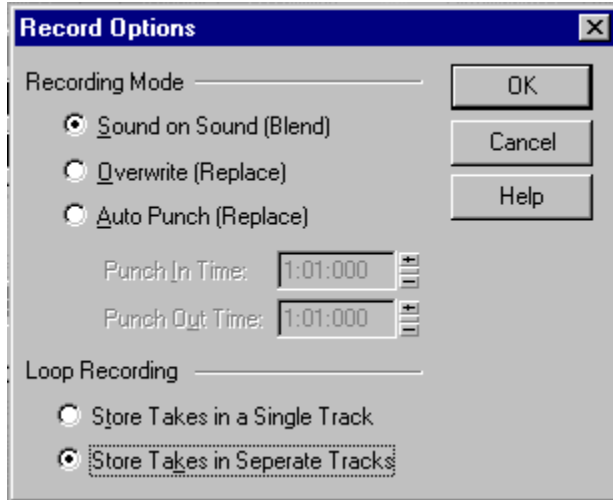 Record Options
Recording Mode
OK
Sound on Sound (Blend)
Cancel
Overwrite (Replace)
Help
Auto Punch (Replace)
Punch In Time: 1:01:000
Punch Out Time: 1:01:000
Loop Recording
Store Takes in a Single Track
Store Takes in Seperate Tracks